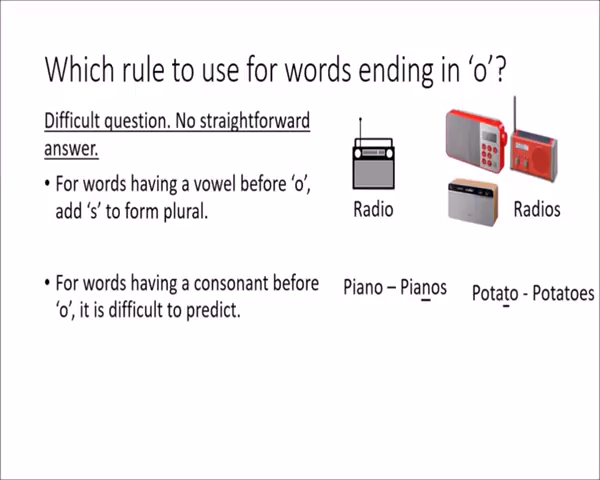 Which rule to use for words ending in ‘o’?
Difficult question. No straightforward
answer.
• For words having a vowel before ‘o’,
add ‘s’ to form plural.
Radio
Radios
• For words having a consonant before
‘o’, it is difficult to predict.
Piano – Pianos
Potato - Potatoes